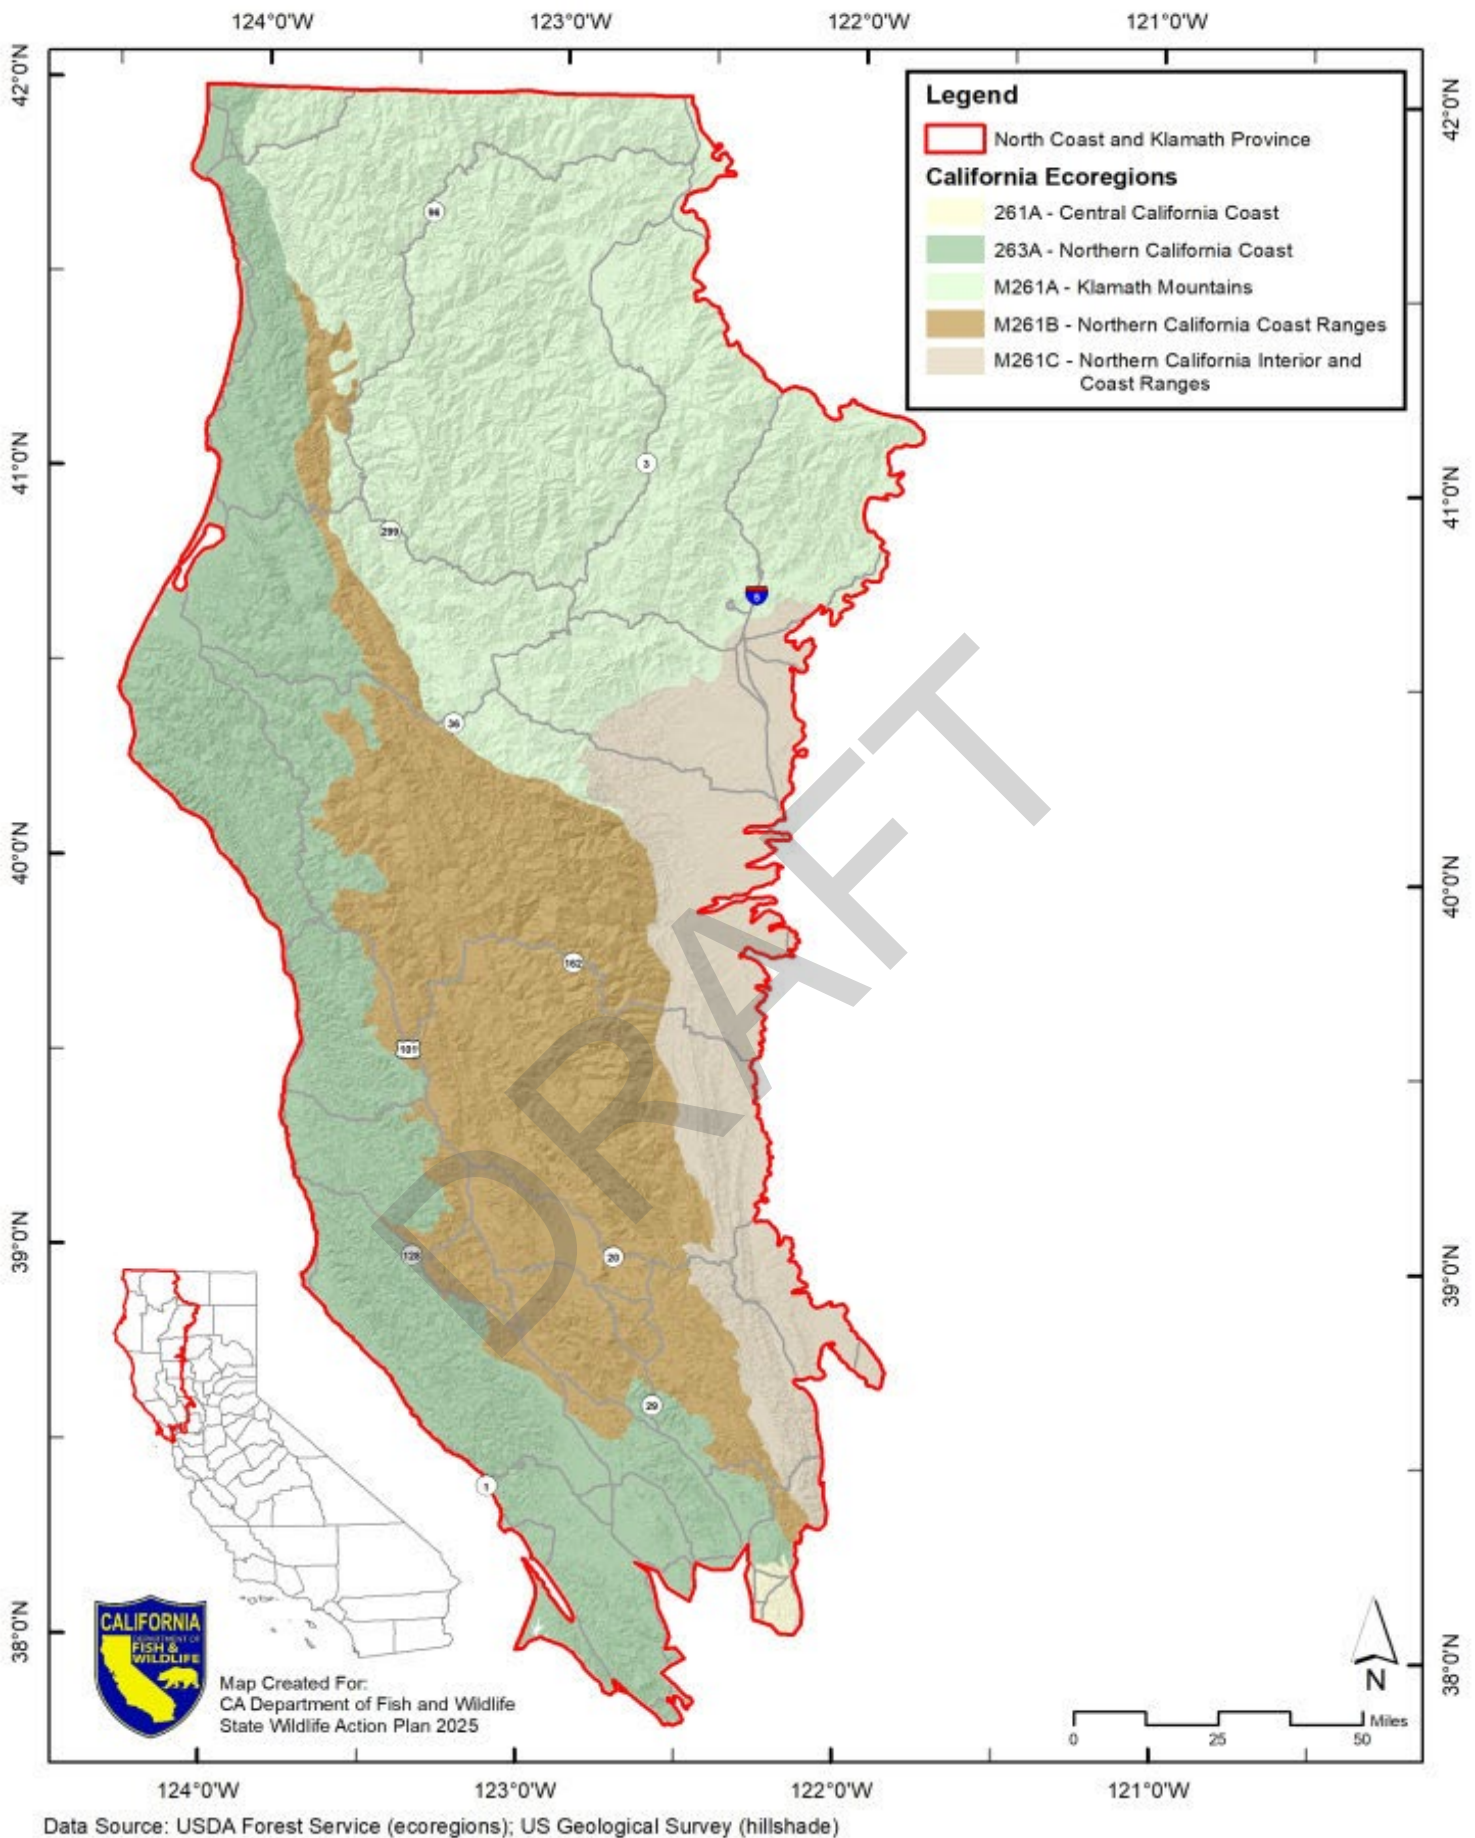 124°0'W 123°0'W 122°0'W 121°0'W
42°0'N
42°0'N
Legend
North Coast and Klamath Province
California Ecoregions
261A - Central California Coast
263A - Northern California Coast
M261A - Klamath Mountains
M261B - Northern California Coast Ranges
M261C - Northern California Interior and
Coast Ranges
96
41°0'N
3
41°0'N
299
5
36
DRAFT
40°0'N
40°0'N
162
101
39°0'N
128
20
39°0'N
29
1
38°0'N
38°0'N
CALIFORNIA
DEPARTMENT OF
FISH &
WILDLIFE
Map Created For:
CA Department of Fish and Wildlife
State Wildlife Action Plan 2025
N
Miles
0 25 50
124°0'W 123°0'W 122°0'W 121°0'W
Data Source: USDA Forest Service (ecoregions); US Geological Survey (hillshade)